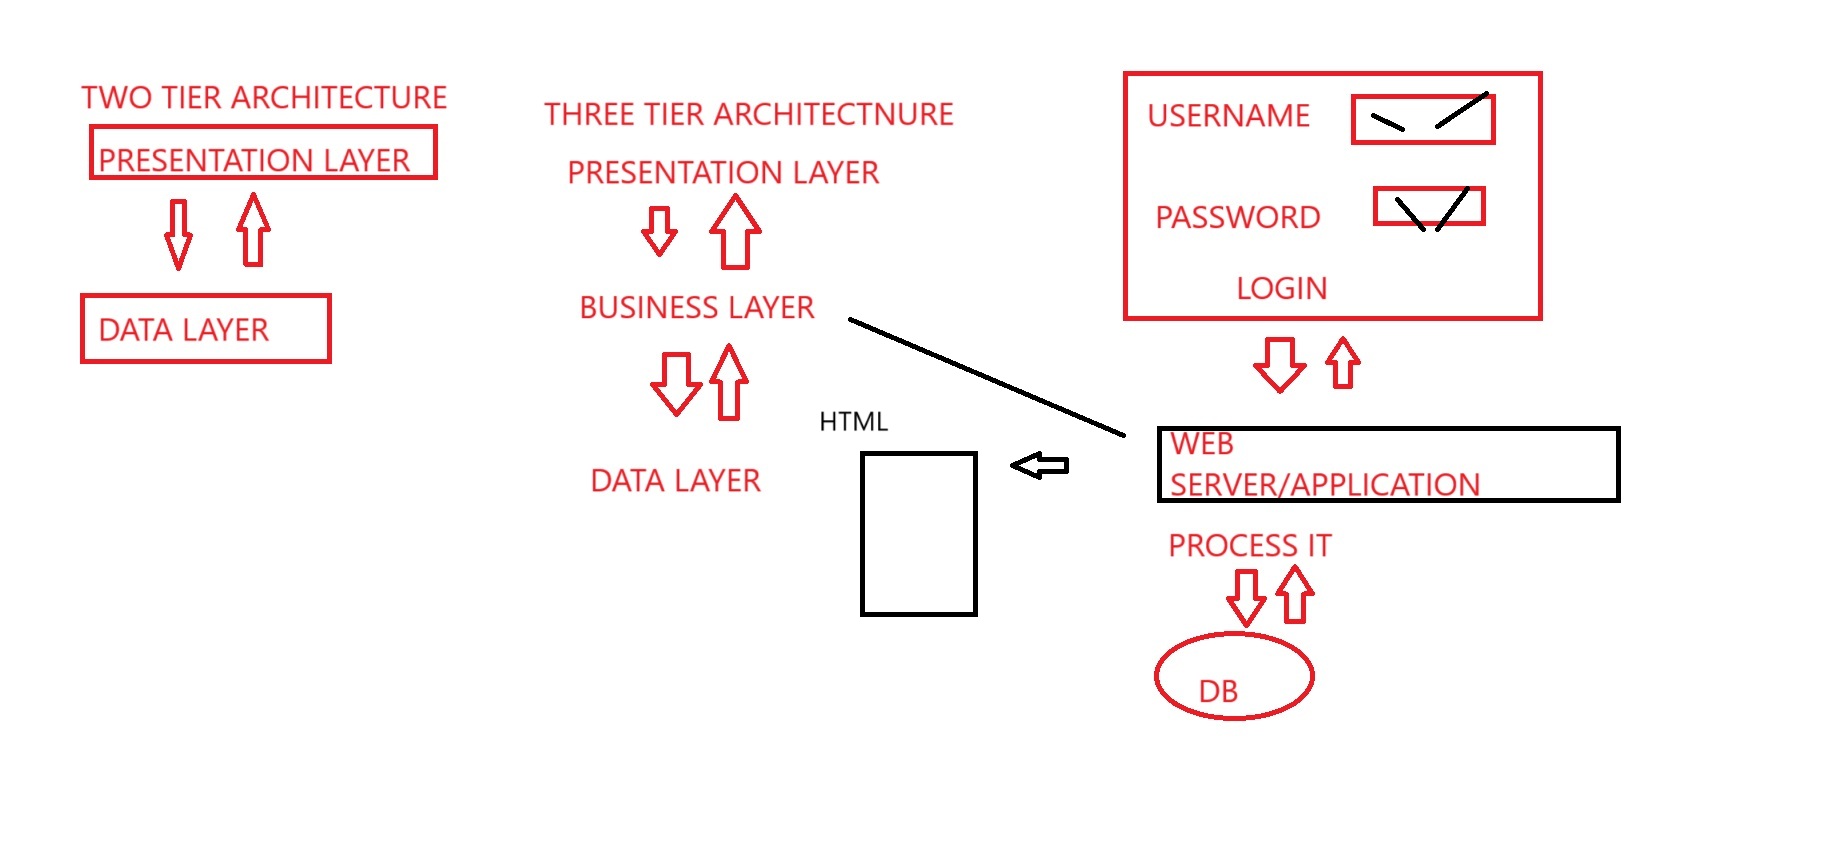 TWO TIER ARCHITECTURE
PRESENTATION LAYER
DATA LAYER
THREE TIER ARCHITECTNURE
PRESENTATION LAYER
BUSINESS LAYER
DATA LAYER
HTML
USERNAME
PASSWORD
LOGIN
WEB
SERVER/APPLICATION
PROCESS IT
DB